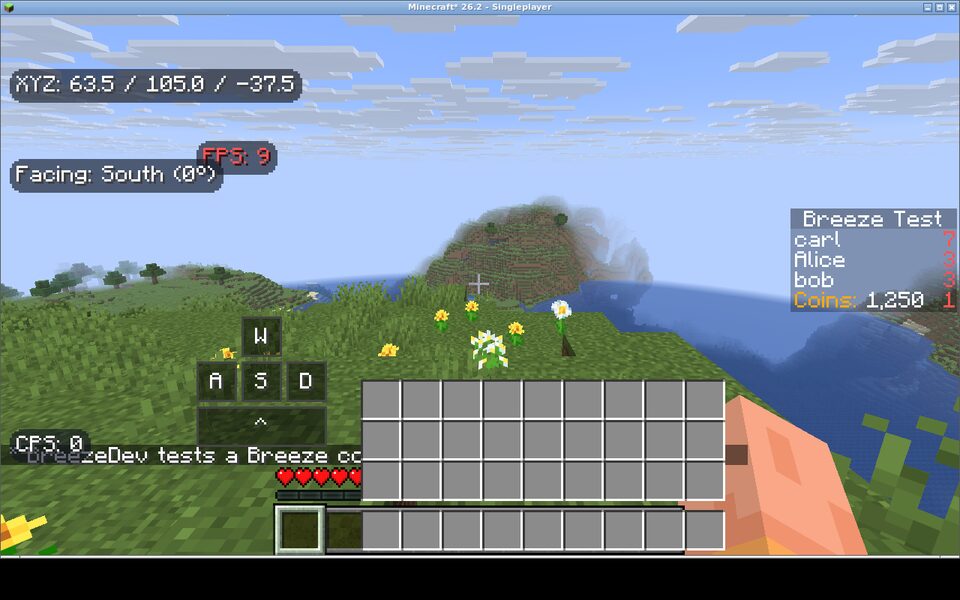 Minecraft* 26.2 - Singleplayer
XYZ: 63.5 / 105.0 / -37.5
FPS: 9
Facing: South (0°)
Breeze Test
carl 7
Alice 3
bob 3
Coins: 1,250 1
W
A S D
^
CPS: 0
BreezeDev tests a Breeze